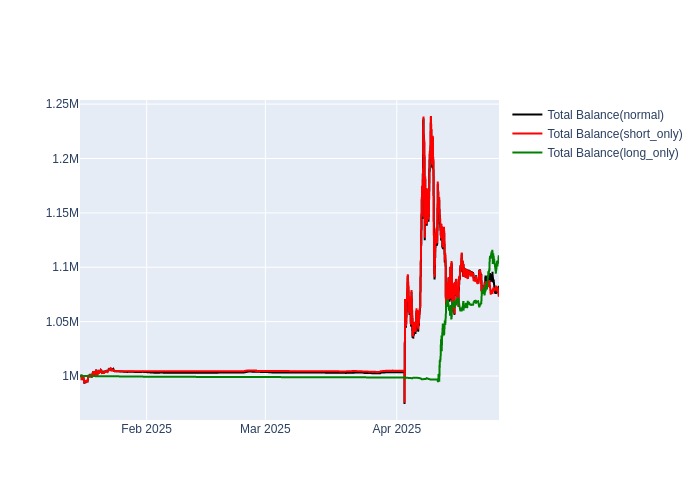 1.25M
1.2M
1.15M
1.1M
1.05M
1M
Feb 2025
Mar 2025
Apr 2025
Total Balance(normal)
Total Balance(short_only)
Total Balance(long_only)